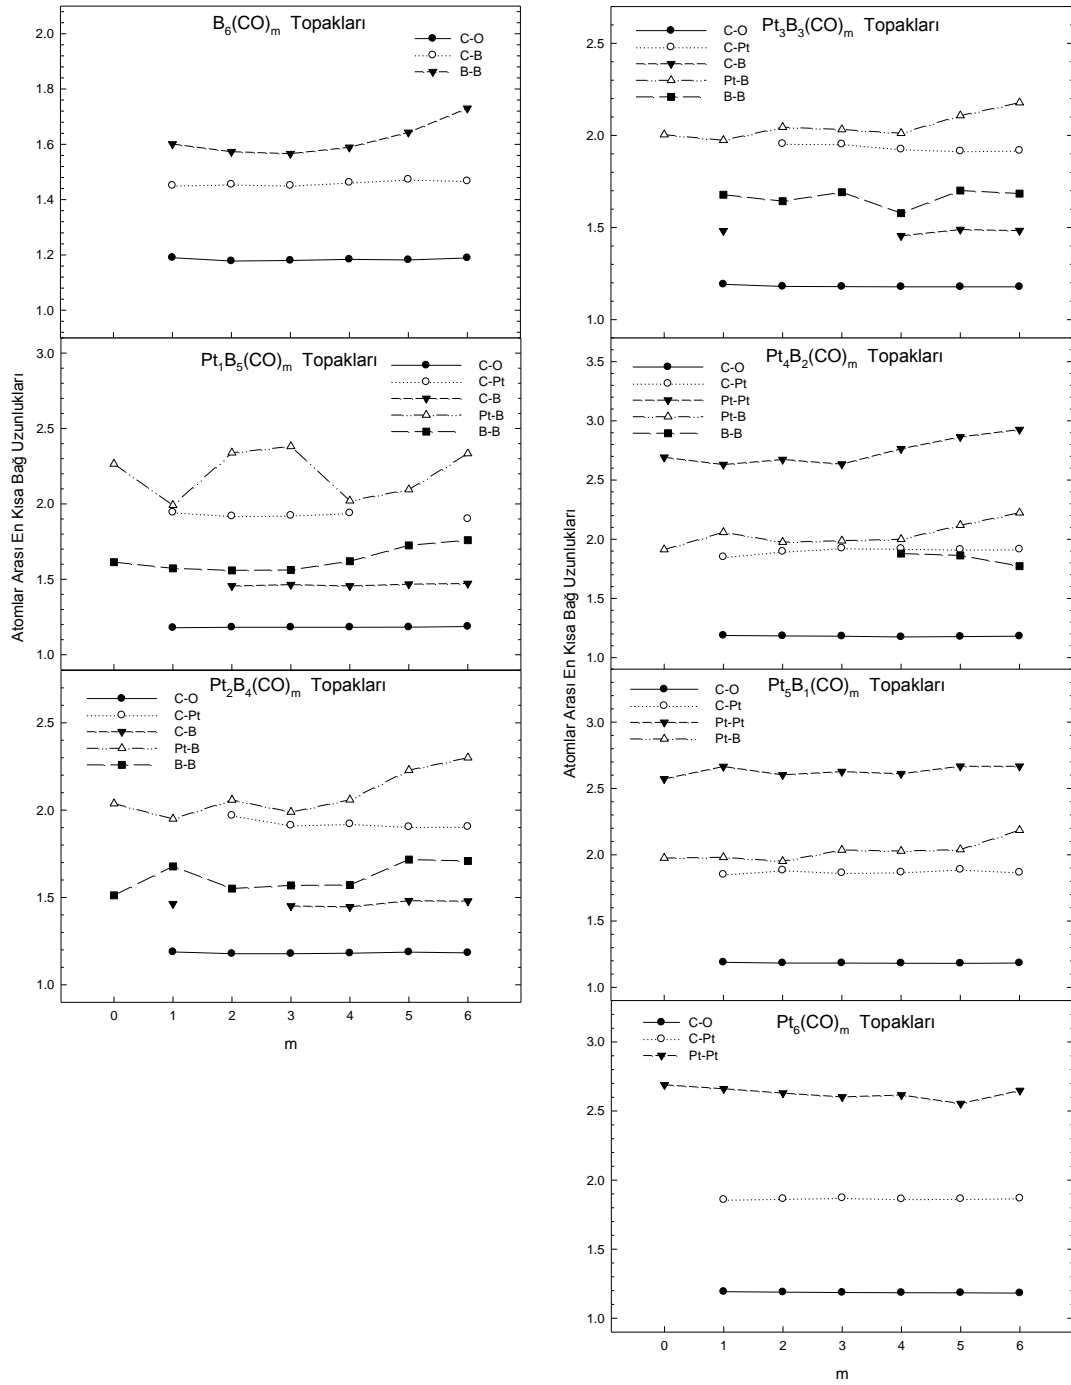 B6(CO)m Topakları
C-O
C-B
B-B
2.0
1.8
1.6
1.4
1.2
1.0
Pt1B5(CO)m Topakları
C-O
C-Pt
C-B
Pt-B
B-B
3.0
2.5
2.0
1.5
1.0
Pt2B4(CO)m Topakları
C-O
C-Pt
C-B
Pt-B
B-B
2.5
2.0
1.5
1.0
0 1 2 3 4 5 6
m
Atomlar Arası En Kısa Bağ Uzunlukları
Pt3B3(CO)m Topakları
C-O
C-Pt
C-B
Pt-B
B-B
2.5
2.0
1.5
1.0
Pt4B2(CO)m Topakları
C-O
C-Pt
Pt-Pt
Pt-B
B-B
3.5
3.0
2.5
2.0
1.5
1.0
Pt5B1(CO)m Topakları
C-O
C-Pt
Pt-Pt
Pt-B
3.0
2.5
2.0
1.5
1.0
Pt6(CO)m Topakları
C-O
C-Pt
Pt-Pt
3.0
2.5
2.0
1.5
1.0
0 1 2 3 4 5 6
m
Atomlar Arası En Kısa Bağ Uzunlukları